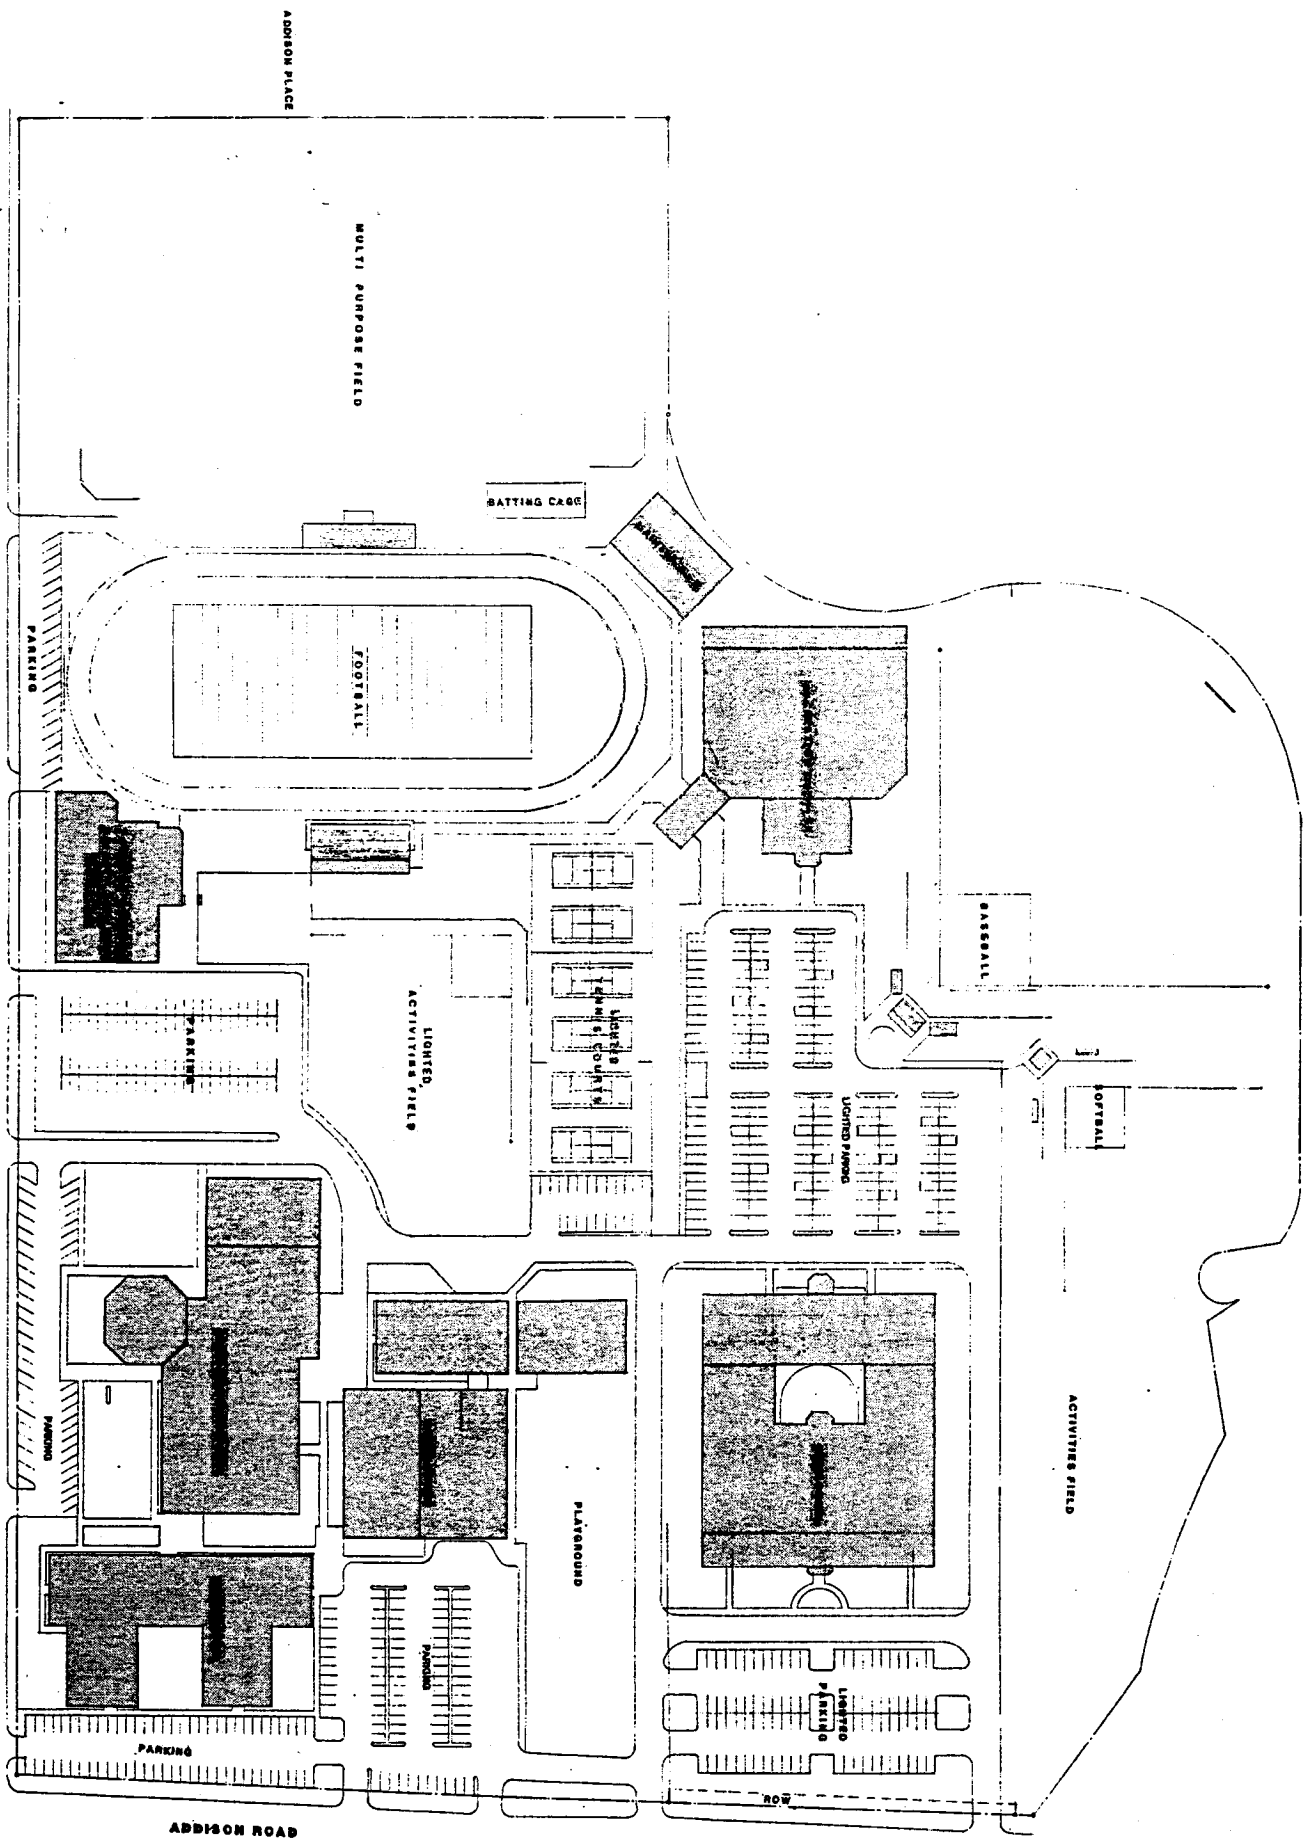 ADDISON PLACE
MULTI PURPOSE FIELD
BATTING CAGE
PARKING
FOOTBALL
BASEBALL
PARKING
LIGHTED
ACTIVITIES FIELD
LIGHTED
TENNIS COURTS
SOFTBALL
LIGHTED PARKING
PARKING
ACTIVITIES FIELD
PLAYGROUND
PARKING
LIGHTED
PARKING
PARKING
ROW
ADDISON ROAD